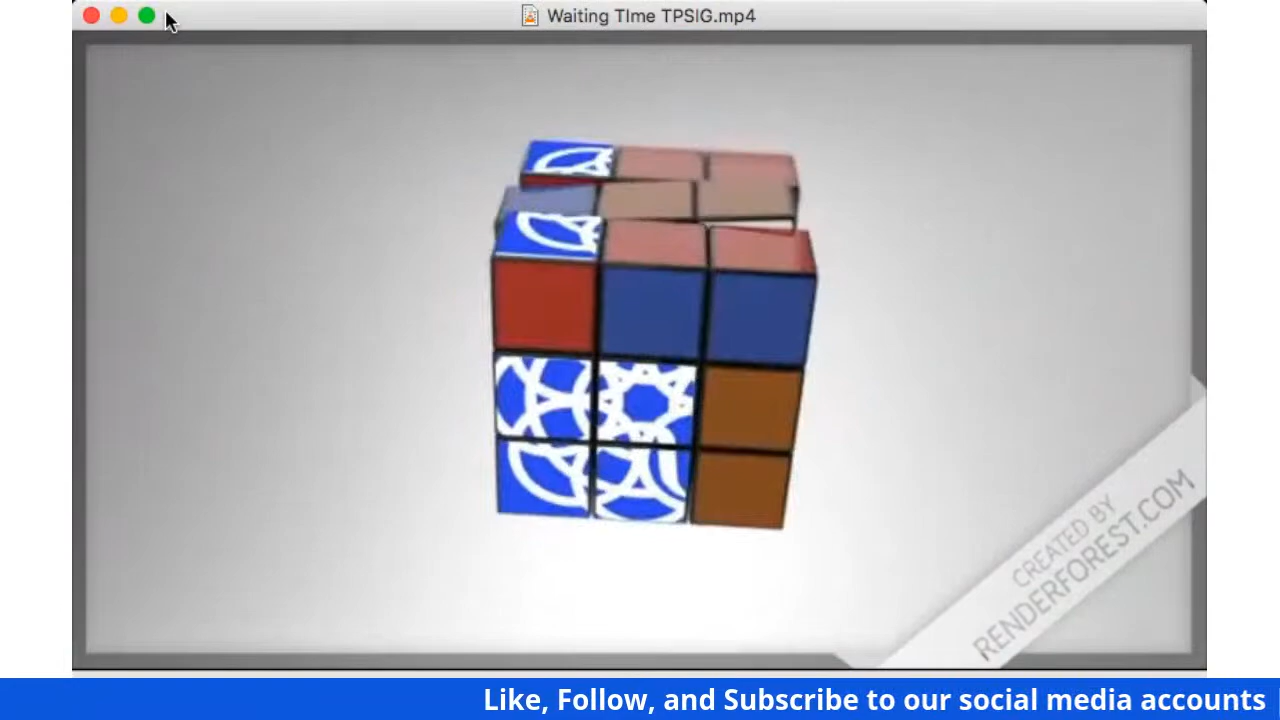 Waiting TIme TPSIG.mp4
CREATED BY
RENDERFOREST.COM
Like, Follow, and Subscribe to our social media accounts